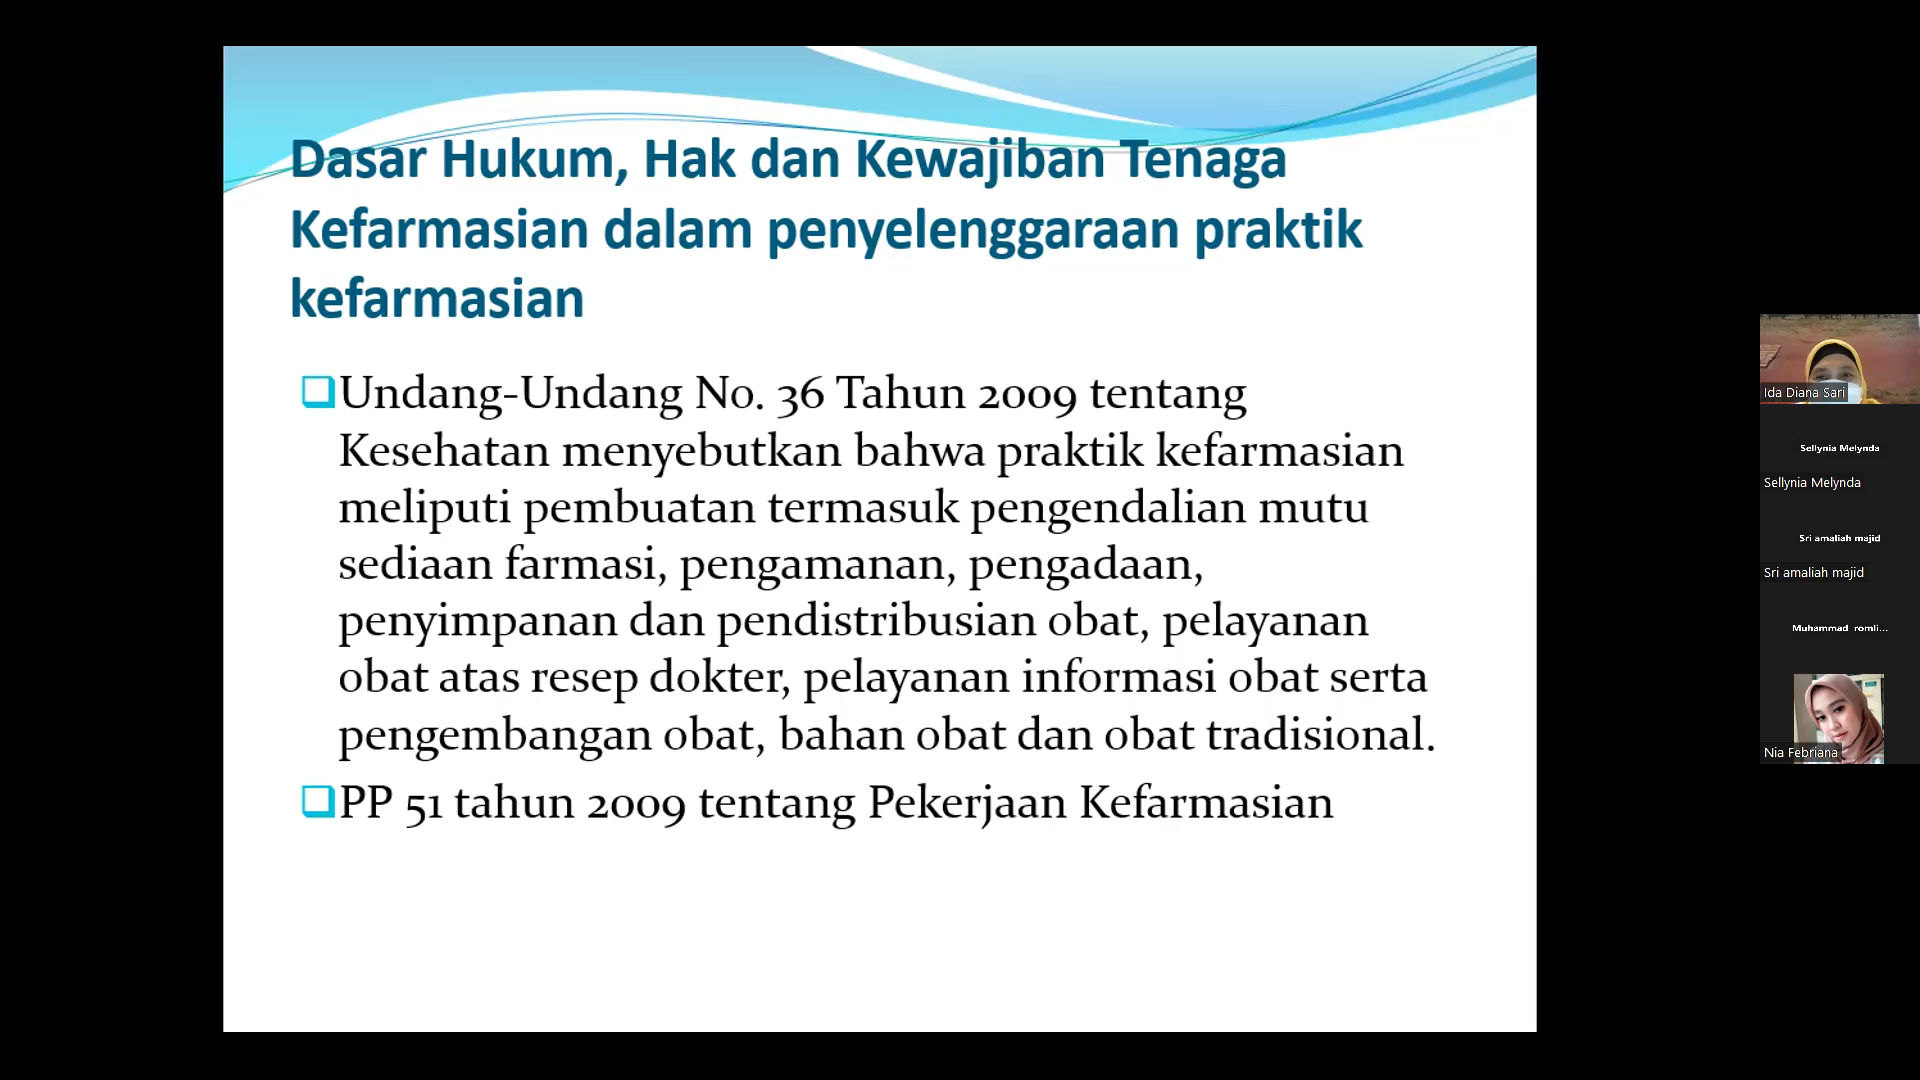 Dasar Hukum, Hak dan Kewajiban Tenaga
Kefarmasian dalam penyelenggaraan praktik
kefarmasian
Undang-Undang No. 36 Tahun 2009 tentang
Kesehatan menyebutkan bahwa praktik kefarmasian
meliputi pembuatan termasuk pengendalian mutu
sediaan farmasi, pengamanan, pengadaan,
penyimpanan dan pendistribusian obat, pelayanan
obat atas resep dokter, pelayanan informasi obat serta
pengembangan obat, bahan obat dan obat tradisional.
PP 51 tahun 2009 tentang Pekerjaan Kefarmasian
Ida Diana Sari
Sellynia Melynda
Sellynia Melynda
Sri amaliah majid
Sri amaliah majid
Muhammad romli...
Nia Febriana